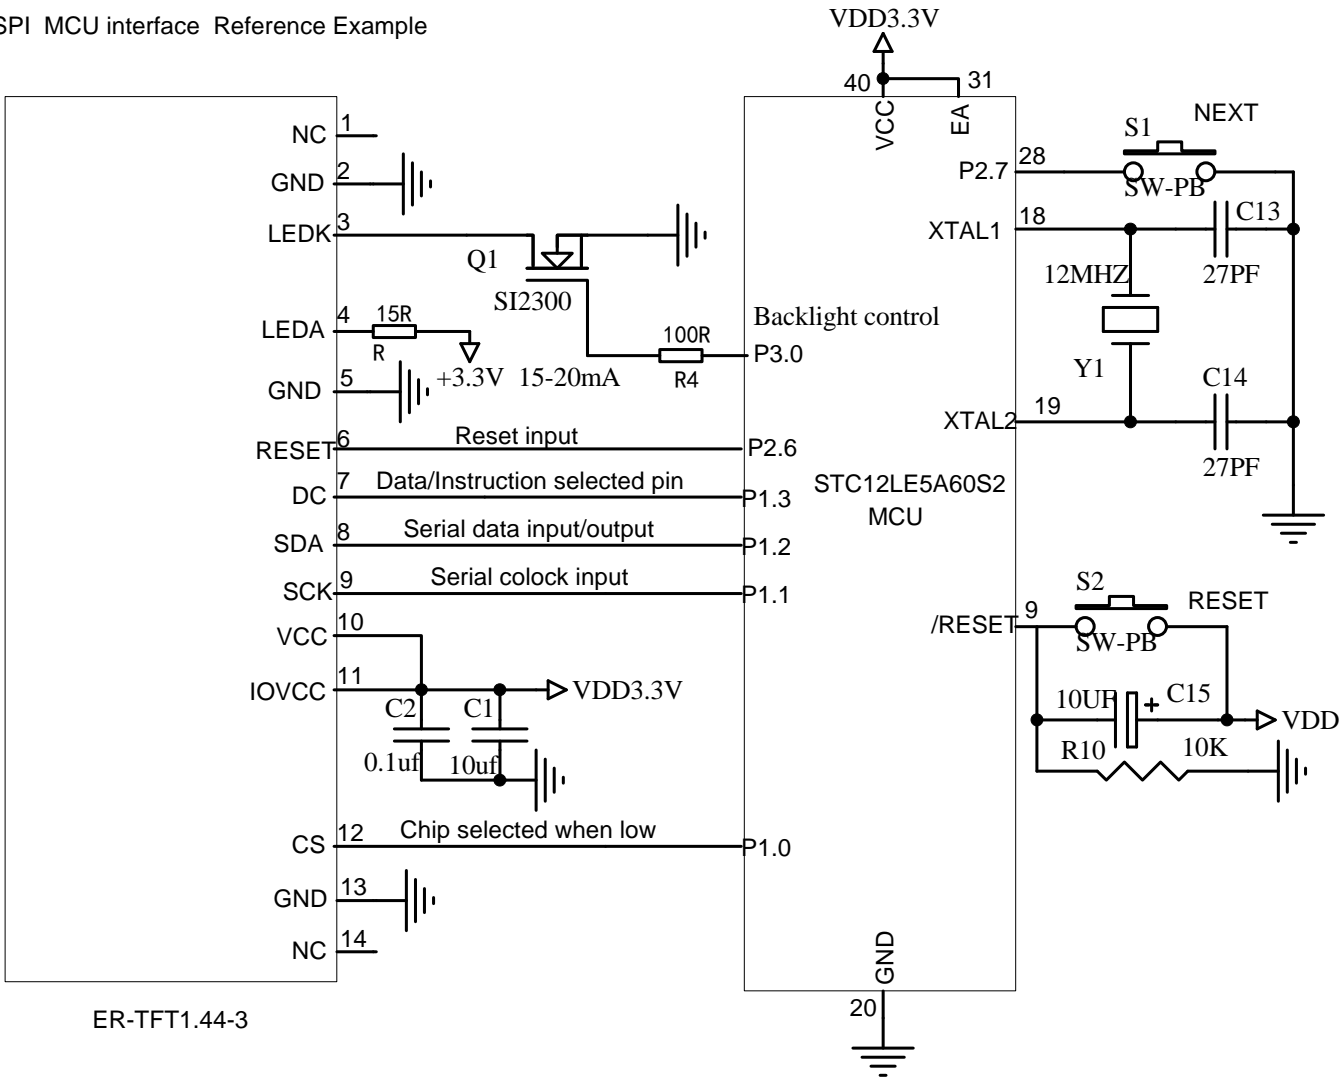 SPI MCU interface Reference Example
VDD3.3V
40
31
VCC
EA
NC 1
GND 2
LEDK 3
Q1
SI2300
LEDA 4
15R
R
+3.3V 15-20mA
100R
R4
Backlight control
P3.0
GND 5
RESET 6
Reset input
P2.6
DC 7
Data/Instruction selected pin
P1.3
SDA 8
Serial data input/output
P1.2
SCK 9
Serial colock input
P1.1
VCC 10
IOVCC 11
VDD3.3V
C2
C1
0.1uf
10uf
CS 12
Chip selected when low
P1.0
GND 13
NC 14
ER-TFT1.44-3
STC12LE5A60S2
MCU
GND
20
P2.7 28
S1
NEXT
SW-PB
XTAL1 18
C13
27PF
12MHZ
Y1
XTAL2 19
C14
27PF
/RESET 9
S2
RESET
SW-PB
10UF
C15
+
VDD
R10
10K